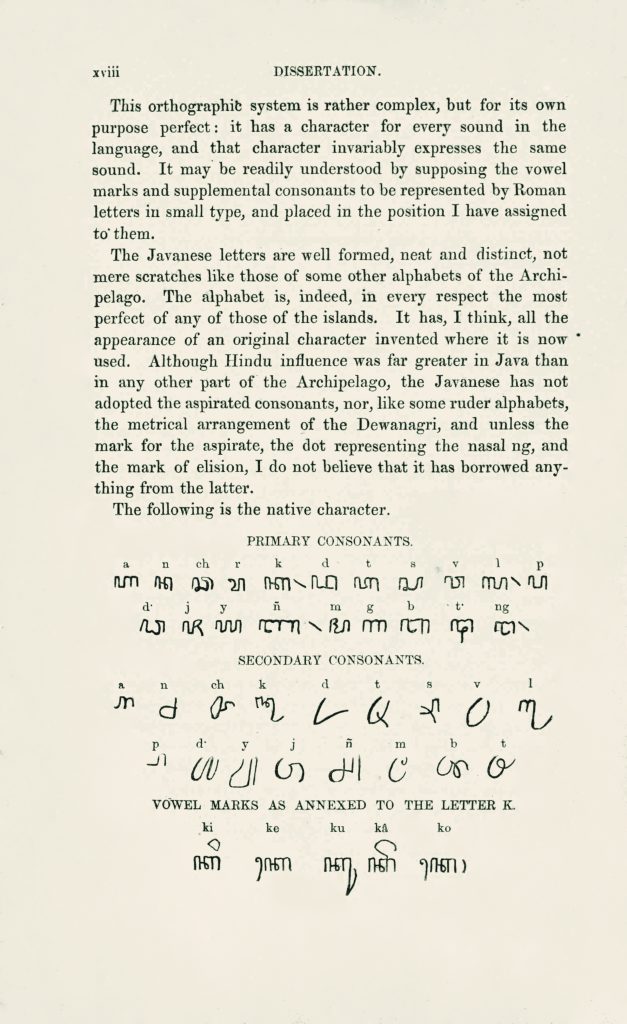 xviii DISSERTATION.
This orthographic system is rather complex, but for its own
purpose perfect: it has a character for every sound in the
language, and that character invariably expresses the same
sound. It may be readily understood by supposing the vowel
marks and supplemental consonants to be represented by Roman
letters in small type, and placed in the position I have assigned
to them.
The Javanese letters are well formed, neat and distinct, not
mere scratches like those of some other alphabets of the Archi-
pelago. The alphabet is, indeed, in every respect the most
perfect of any of those of the islands. It has, I think, all the
appearance of an original character invented where it is now
used. Although Hindu influence was far greater in Java than
in any other part of the Archipelago, the Javanese has not
adopted the aspirated consonants, nor, like some ruder alphabets,
the metrical arrangement of the Dewanagri, and unless the
mark for the aspirate, the dot representing the nasal ng, and
the mark of elision, I do not believe that it has borrowed any-
thing from the latter.
The following is the native character.
PRIMARY CONSONANTS.
a n ch r k d t s v l p
ꦲ ꦤ ꦕ ꦫ ꦏ ꦢ ꦠ ꦱ ꦮ ꦭ ꦥ
d· j y ñ m g b t· ng
ꦝ ꦗ ꦪ ꦚ ꦩ ꦒ ꦧ ꦛ ꦔ
SECONDARY CONSONANTS.
a n ch k d t s v l
p d· y j ñ m b t
VOWEL MARKS AS ANNEXED TO THE LETTER K.
ki ke ku kâ ko
ꦏꦶ ꦏꦺ ꦏꦸ ꦏꦼ ꦏꦺꦴ